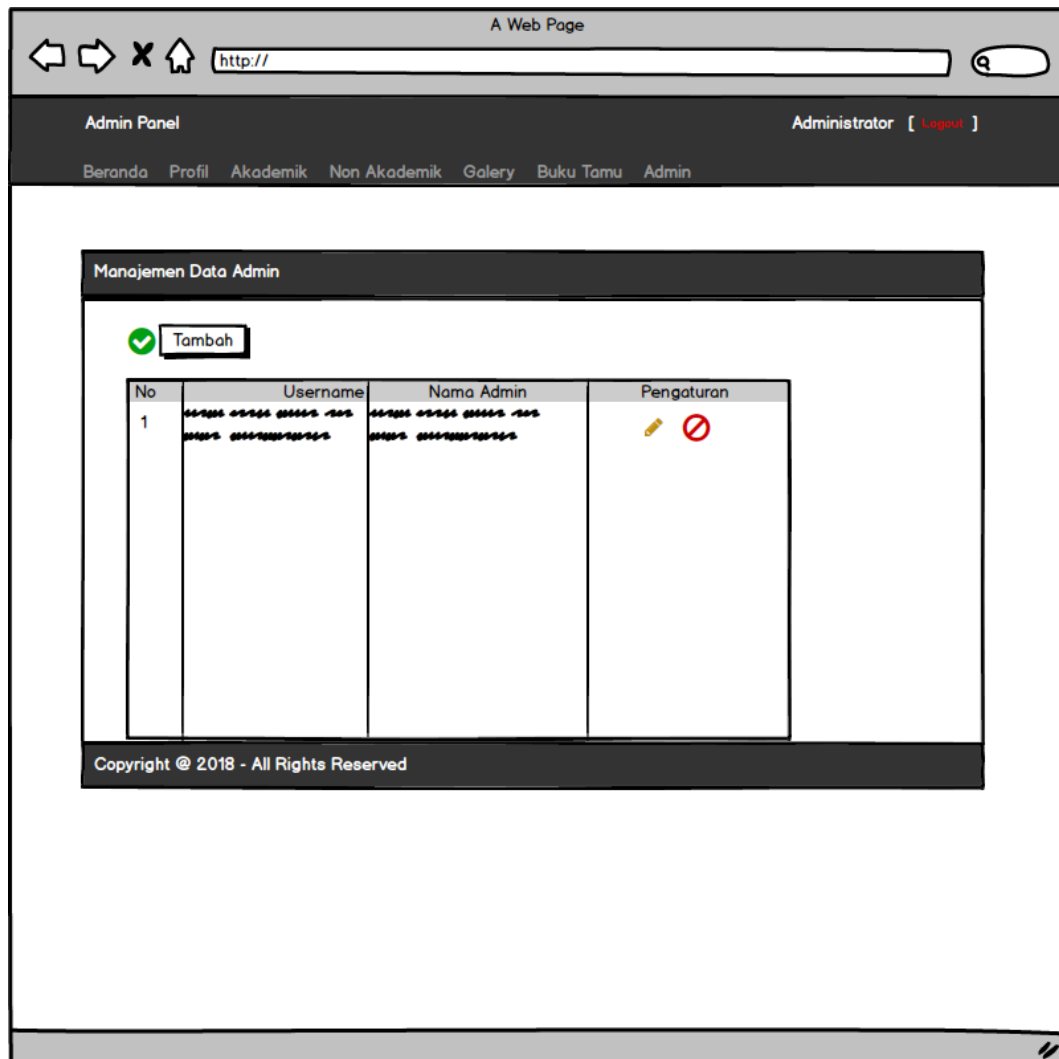 A Web Page
http://
Admin Panel
Administrator [ Logout ]
Beranda Profil Akademik Non Akademik Galery Buku Tamu Admin
Manajemen Data Admin
Tambah
No Username Nama Admin Pengaturan
1
Copyright @ 2018 - All Rights Reserved